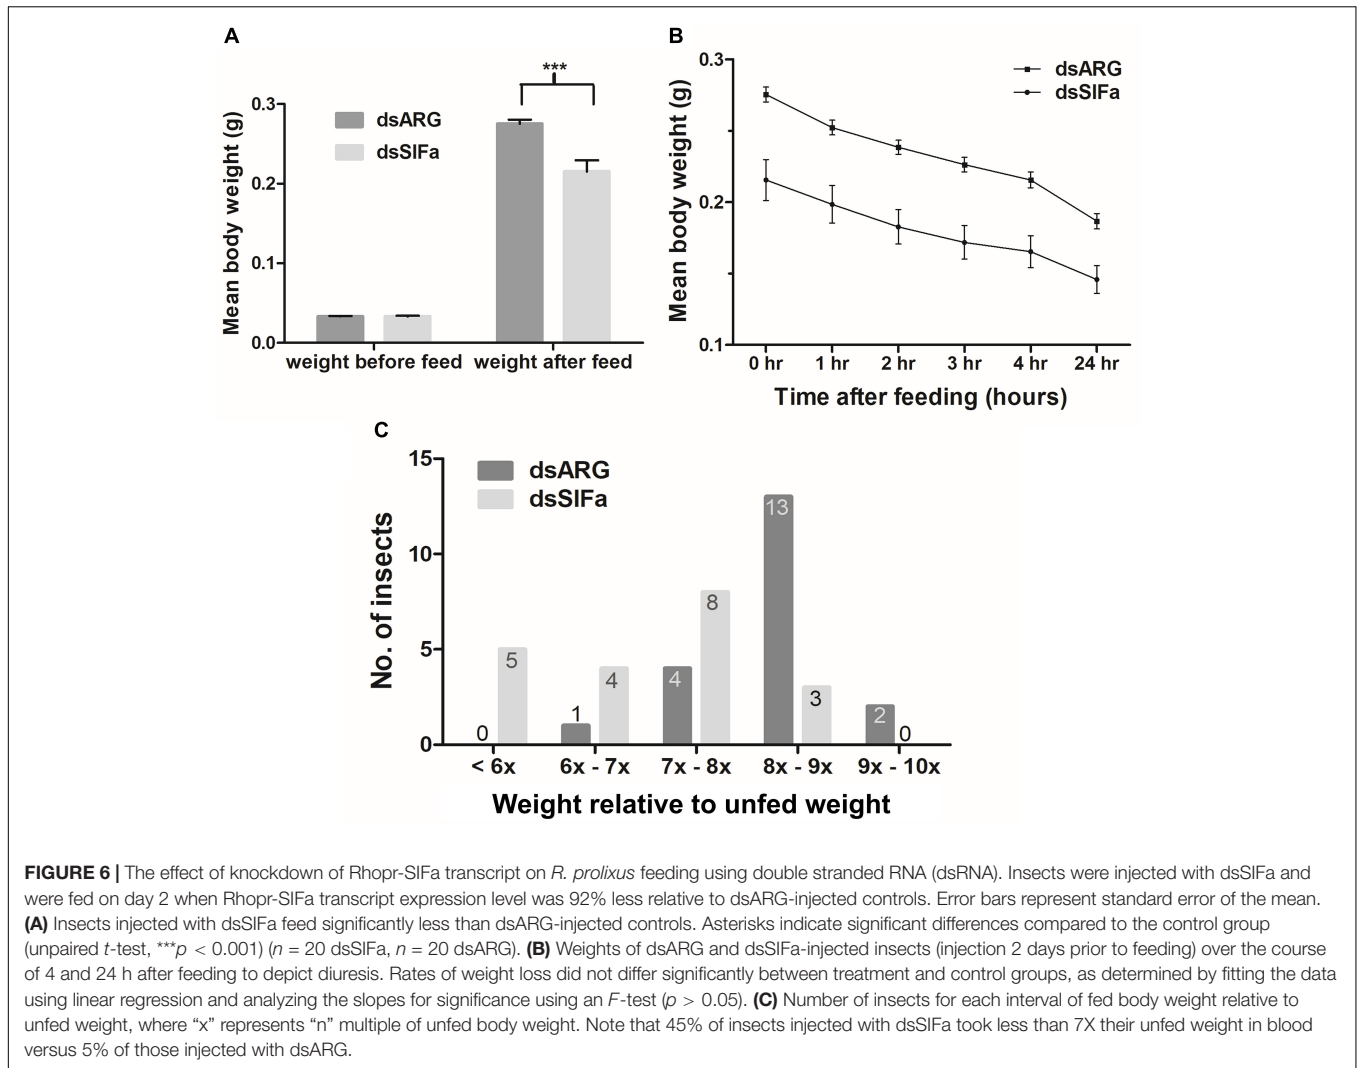 A
***
0.3
0.2
0.1
0.0
Mean body weight (g)
dsARG
dsSIFa
weight before feed
weight after feed
B
0.3
0.2
0.1
Mean body weight (g)
dsARG
dsSIFa
0 hr
1 hr
2 hr
3 hr
4 hr
24 hr
Time after feeding (hours)
C
15
10
5
0
No. of insects
dsARG
dsSIFa
0
5
1
4
4
8
13
3
2
0
< 6x
6x - 7x
7x - 8x
8x - 9x
9x - 10x
Weight relative to unfed weight
FIGURE 6 | The effect of knockdown of Rhopr-SIFa transcript on R. prolixus feeding using double stranded RNA (dsRNA). Insects were injected with dsSIFa and
were fed on day 2 when Rhopr-SIFa transcript expression level was 92% less relative to dsARG-injected controls. Error bars represent standard error of the mean.
(A) Insects injected with dsSIFa feed significantly less than dsARG-injected controls. Asterisks indicate significant differences compared to the control group
(unpaired t-test, ***p < 0.001) (n = 20 dsSIFa, n = 20 dsARG). (B) Weights of dsARG and dsSIFa-injected insects (injection 2 days prior to feeding) over the course
of 4 and 24 h after feeding to depict diuresis. Rates of weight loss did not differ significantly between treatment and control groups, as determined by fitting the data
using linear regression and analyzing the slopes for significance using an F-test (p > 0.05). (C) Number of insects for each interval of fed body weight relative to
unfed weight, where “x” represents “n” multiple of unfed body weight. Note that 45% of insects injected with dsSIFa took less than 7X their unfed weight in blood
versus 5% of those injected with dsARG.